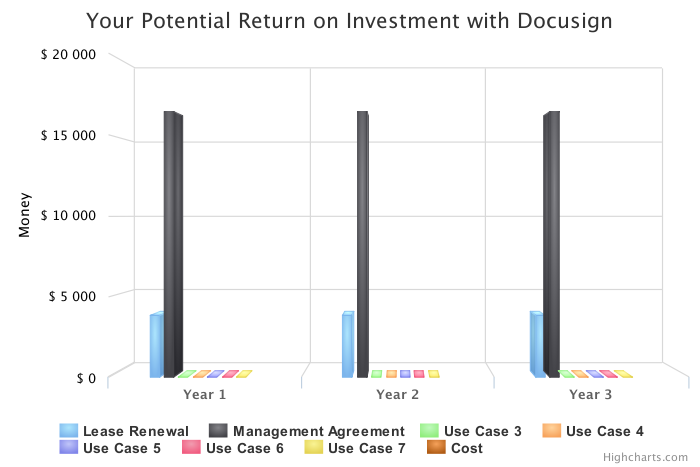 Your Potential Return on Investment with Docusign
$ 20 000
$ 15 000
$ 10 000
$ 5 000
$ 0
Money
Year 1 Year 2 Year 3
Lease Renewal Management Agreement Use Case 3 Use Case 4
Use Case 5 Use Case 6 Use Case 7 Cost
Highcharts.com